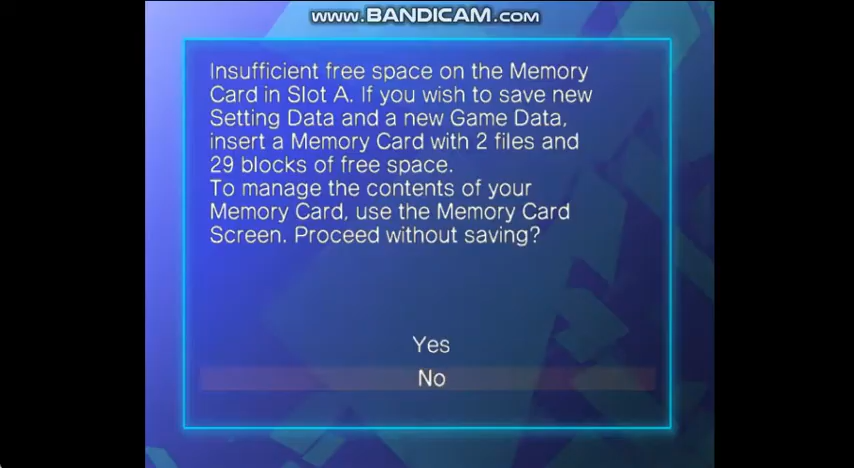 www.BANDICAM.com
Insufficient free space on the Memory
Card in Slot A. If you wish to save new
Setting Data and a new Game Data,
insert a Memory Card with 2 files and
29 blocks of free space.
To manage the contents of your
Memory Card, use the Memory Card
Screen. Proceed without saving?
Yes
No